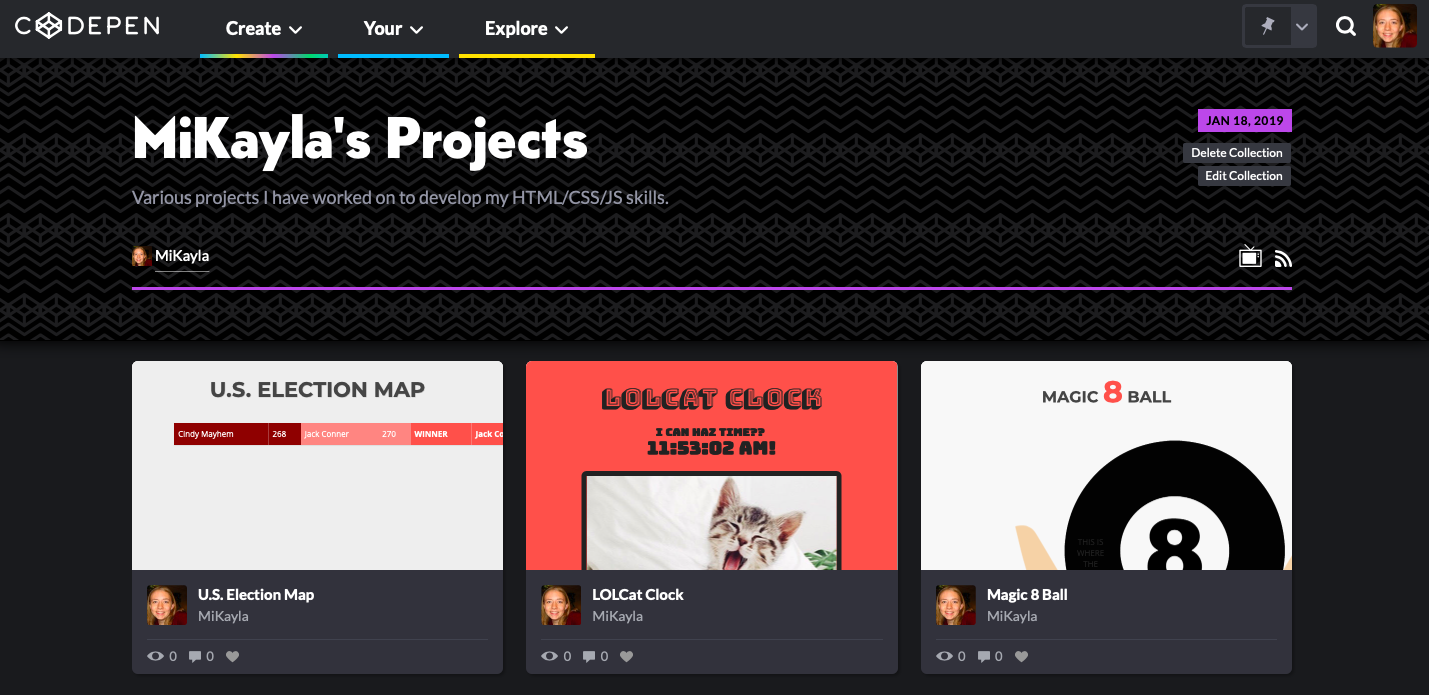 CODEPEN
Create
Your
Explore
MiKayla's Projects
JAN 18, 2019
Delete Collection
Edit Collection
Various projects I have worked on to develop my HTML/CSS/JS skills.
MiKayla
U.S. ELECTION MAP
Cindy Mayhem 268 Jack Conner 270 WINNER Jack Co
U.S. Election Map
MiKayla
0 0
LOLCAT CLOCK
I CAN HAZ TIME??
11:53:02 AM!
LOLCat Clock
MiKayla
0 0
MAGIC 8 BALL
8
THIS IS
WHERE
THE
Magic 8 Ball
MiKayla
0 0